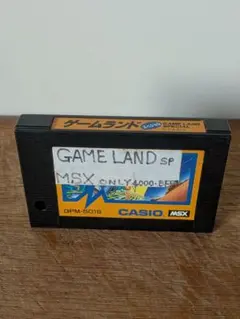 ゲームランド
GAME LAND
SPECIAL
GAME LAND SP
MSX ONLY 4000-
GPM-501S
CASIO
MSX